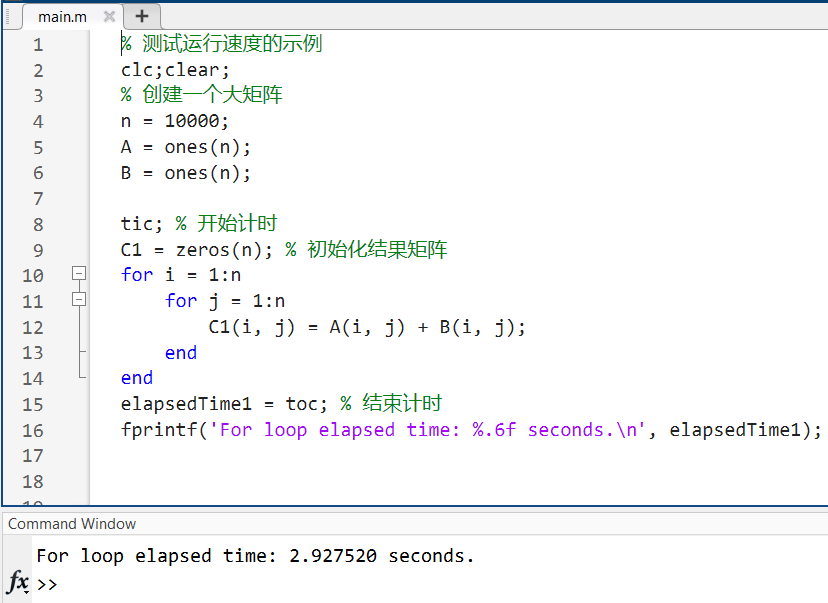 main.m
1 % 测试运行速度的示例
2 clc;clear;
3 % 创建一个大矩阵
4 n = 10000;
5 A = ones(n);
6 B = ones(n);
7
8 tic; % 开始计时
9 C1 = zeros(n); % 初始化结果矩阵
10 for i = 1:n
11 for j = 1:n
12 C1(i, j) = A(i, j) + B(i, j);
13 end
14 end
15 elapsedTime1 = toc; % 结束计时
16 fprintf('For loop elapsed time: %.6f seconds.\n', elapsedTime1);
17
18
Command Window
For loop elapsed time: 2.927520 seconds.
fx >>